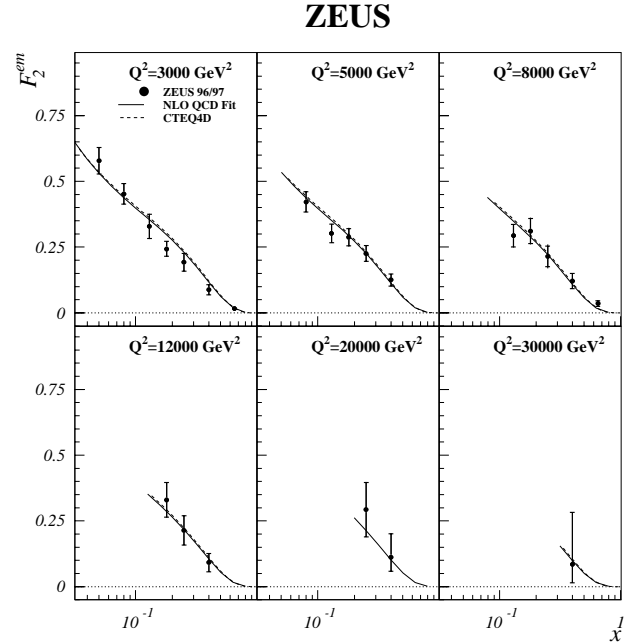 ZEUS
F₂ᵉᵐ
Q²=3000 GeV²
Q²=5000 GeV²
Q²=8000 GeV²
ZEUS 96/97
NLO QCD Fit
CTEQ4D
0.75
0.5
0.25
0
Q²=12000 GeV²
Q²=20000 GeV²
Q²=30000 GeV²
0.75
0.5
0.25
0
10⁻¹
10⁻¹
10⁻¹
1
x